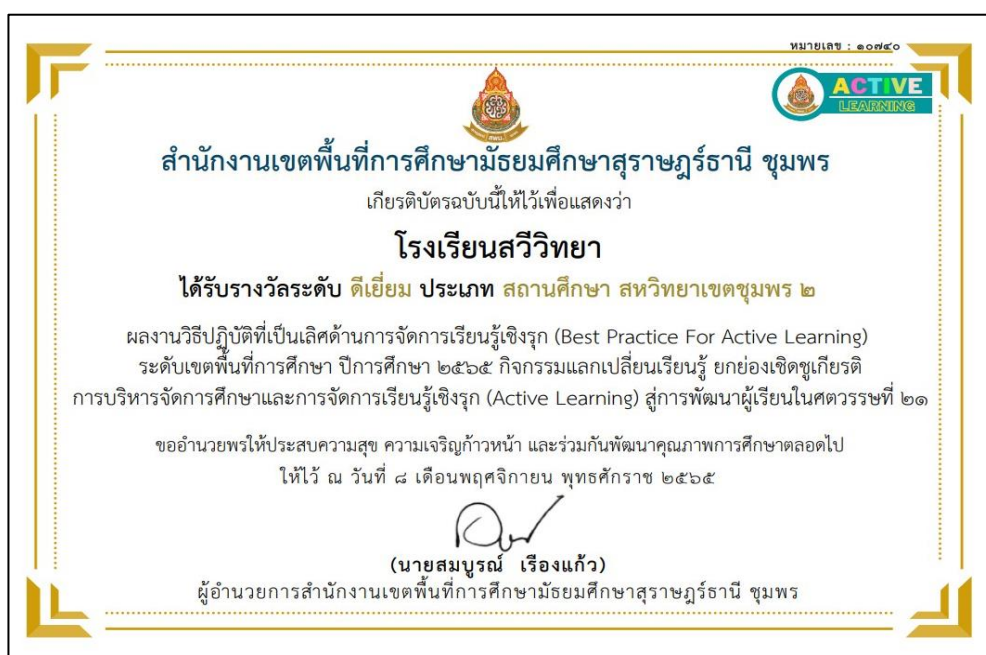 หมายเลข : ๑๐๗๔๐
ACTIVE
LEARNING
สพฐ.
สำนักงานเขตพื้นที่การศึกษามัธยมศึกษาสุราษฎร์ธานี ชุมพร
เกียรติบัตรฉบับนี้ให้ไว้เพื่อแสดงว่า
โรงเรียนสวีวิทยา
ได้รับรางวัลระดับ ดีเยี่ยม ประเภท สถานศึกษา สหวิทยาเขตชุมพร ๒
ผลงานวิธีปฏิบัติที่เป็นเลิศด้านการจัดการเรียนรู้เชิงรุก (Best Practice For Active Learning)
ระดับเขตพื้นที่การศึกษา ปีการศึกษา ๒๕๖๕ กิจกรรมแลกเปลี่ยนเรียนรู้ ยกย่องเชิดชูเกียรติ
การบริหารจัดการศึกษาและการจัดการเรียนรู้เชิงรุก (Active Learning) สู่การพัฒนาผู้เรียนในศตวรรษที่ ๒๑
ขออำนวยพรให้ประสบความสุข ความเจริญก้าวหน้า และร่วมกันพัฒนาคุณภาพการศึกษาตลอดไป
ให้ไว้ ณ วันที่ ๘ เดือนพฤศจิกายน พุทธศักราช ๒๕๖๕
(นายสมบูรณ์ เรืองแก้ว)
ผู้อำนวยการสำนักงานเขตพื้นที่การศึกษามัธยมศึกษาสุราษฎร์ธานี ชุมพร